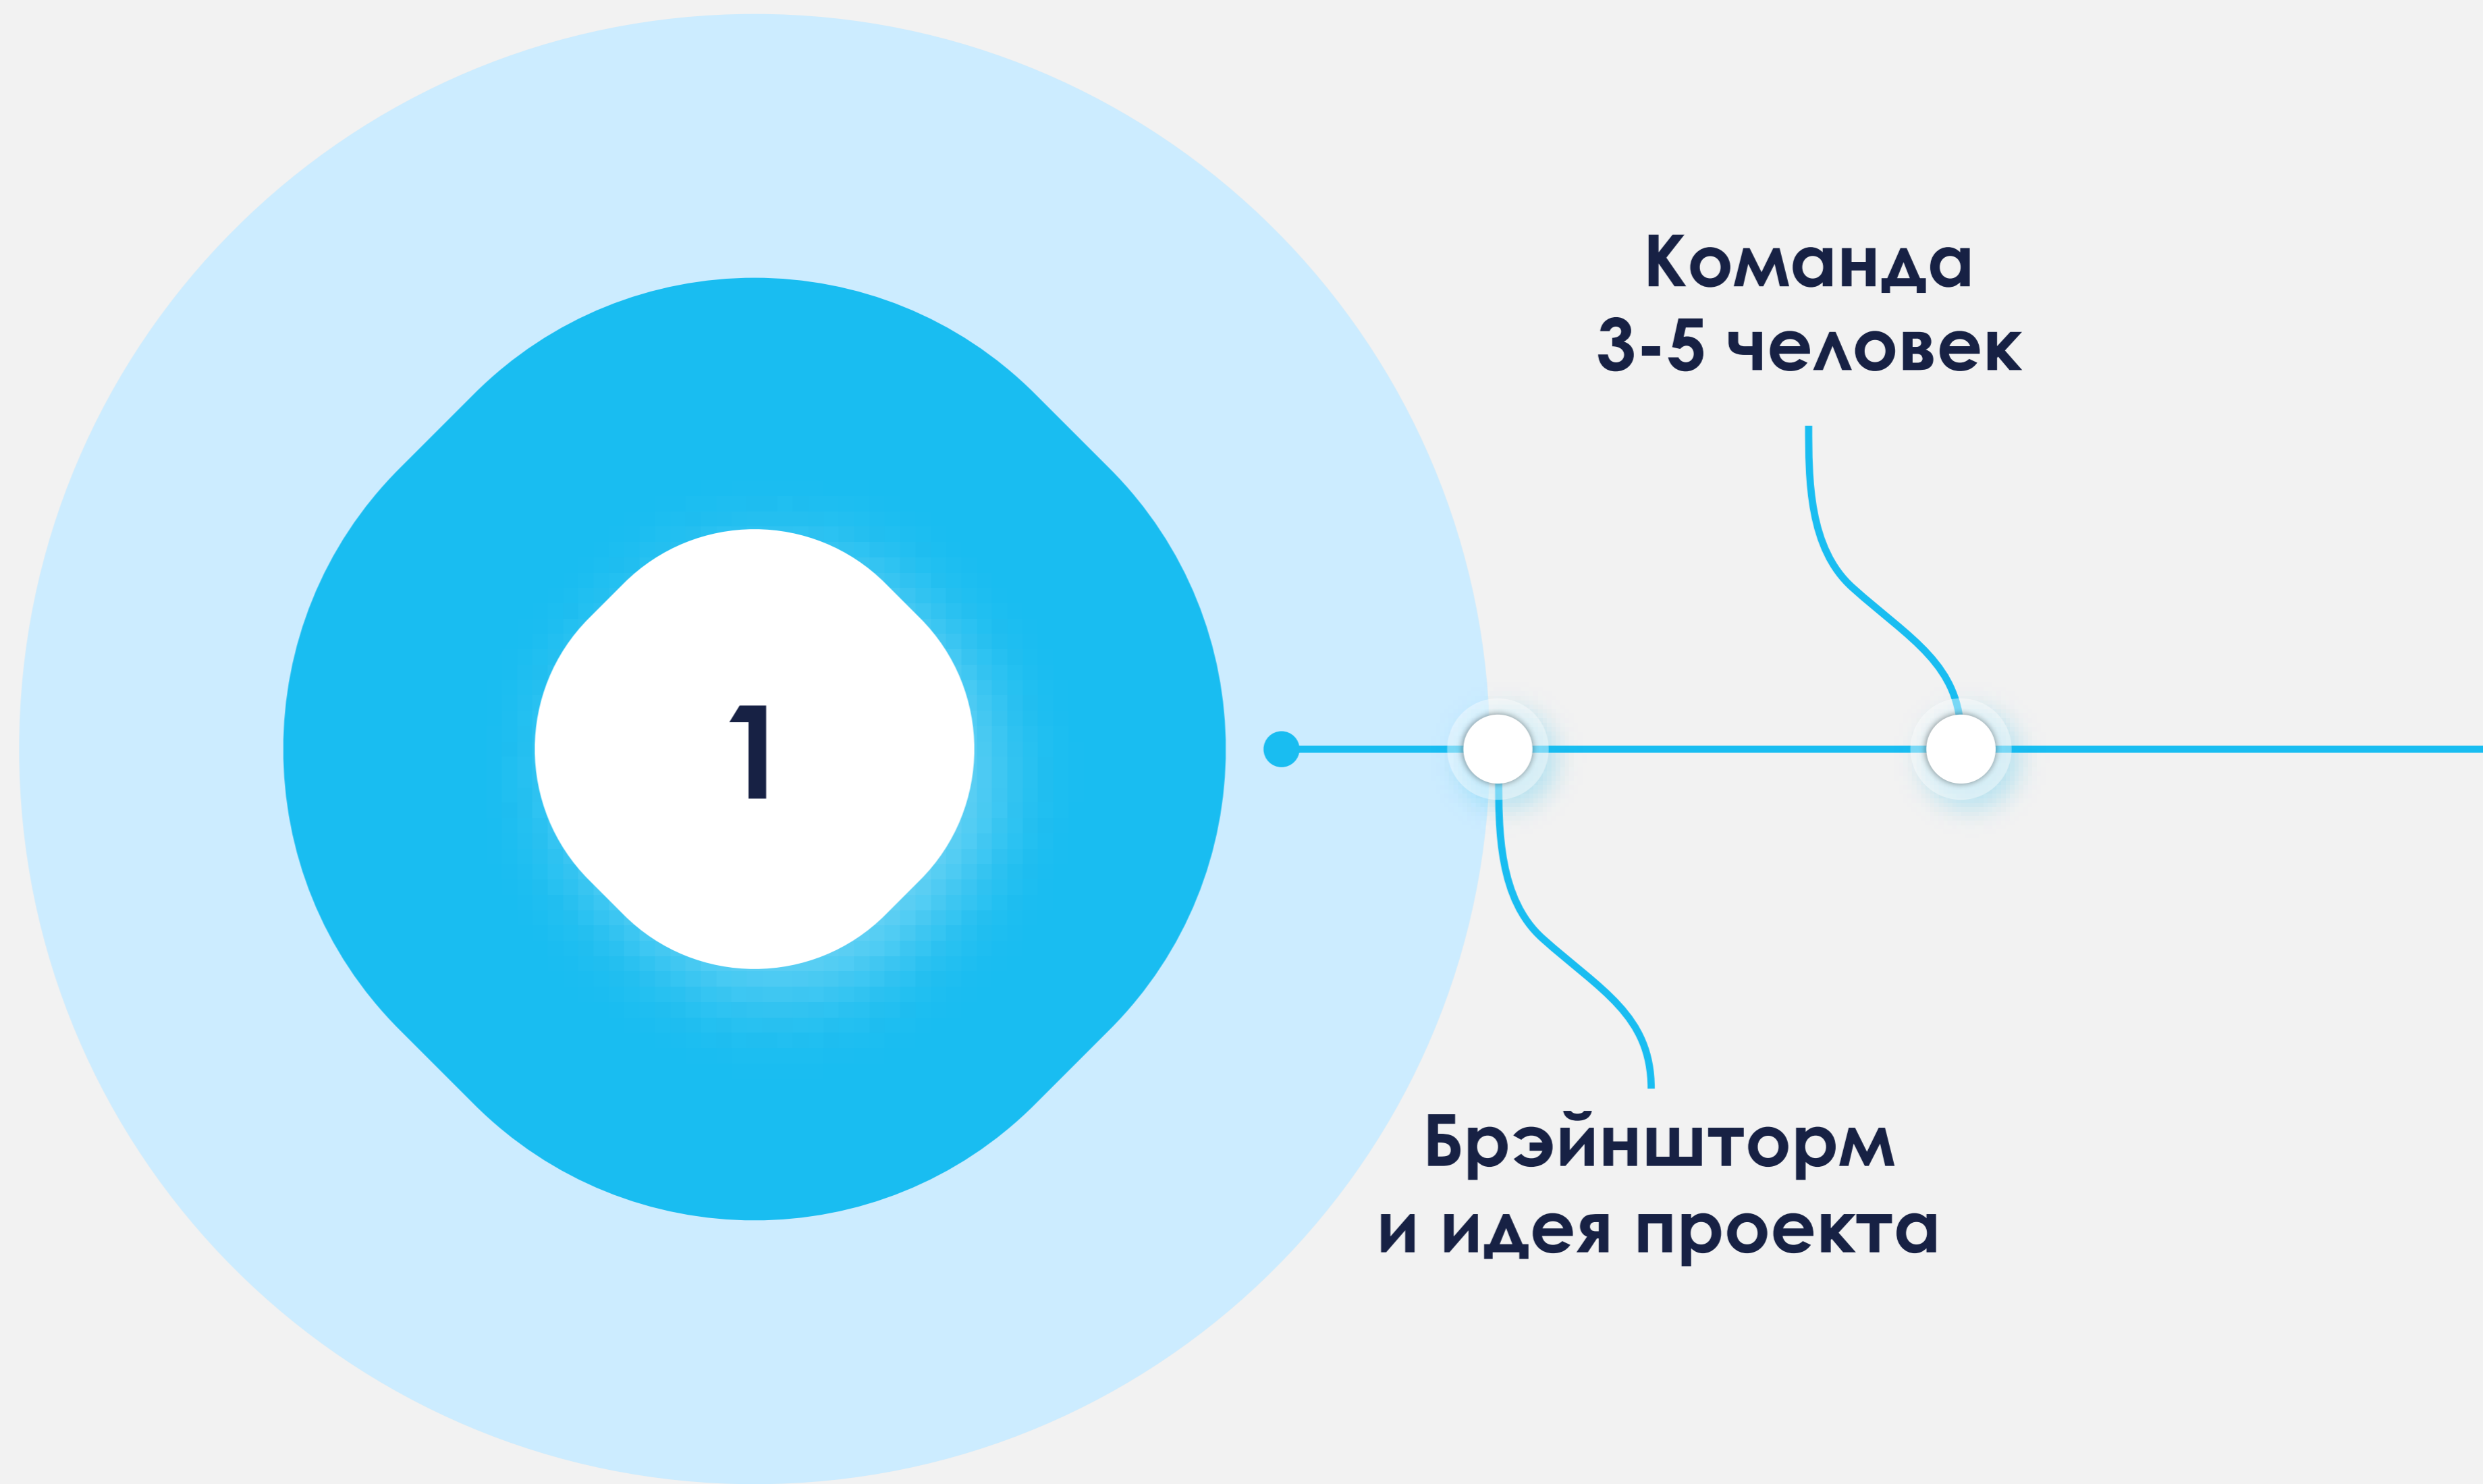 1
Команда
3-5 человек
Брэйншторм
и идея проекта